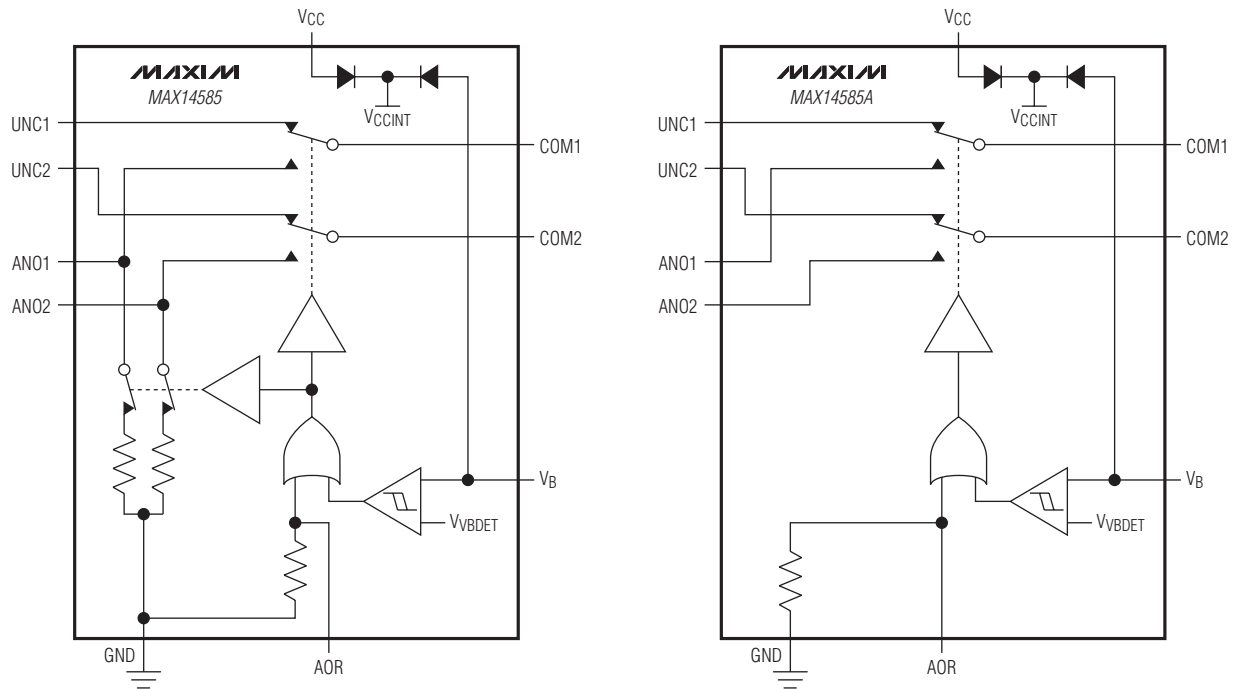 VCC
MAXIM
MAX14585
VCCINT
UNC1
UNC2
ANO1
ANO2
COM1
COM2
VB
VVBDET
GND
AOR
VCC
MAXIM
MAX14585A
VCCINT
UNC1
UNC2
ANO1
ANO2
COM1
COM2
VB
VVBDET
GND
AOR